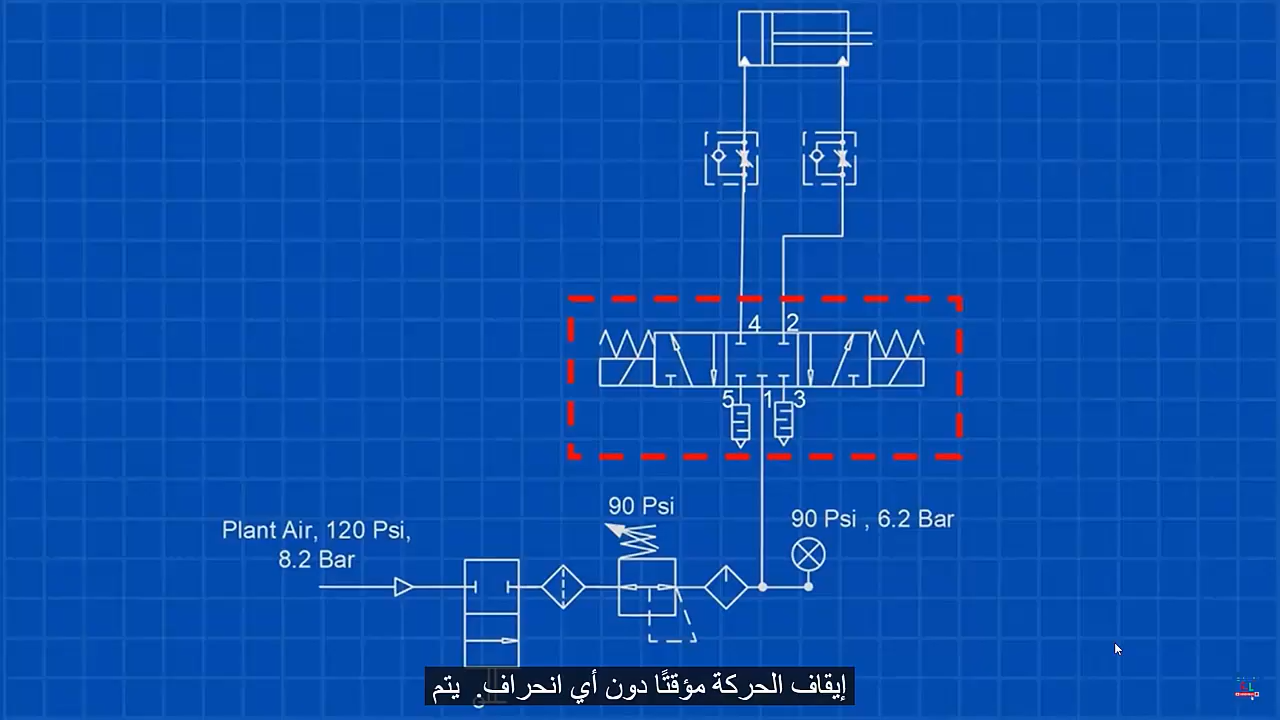 4 2
5 1 3
90 Psi
Plant Air, 120 Psi,
8.2 Bar
90 Psi , 6.2 Bar
إيقاف الحركة مؤقتًا دون أي انحراف. يتم